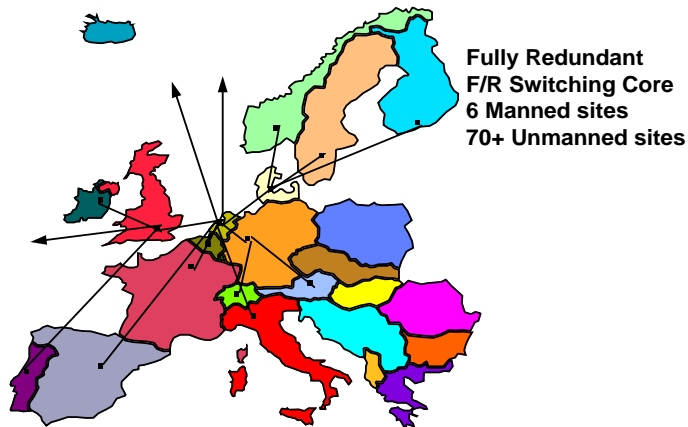 Fully Redundant
F/R Switching Core
6 Manned sites
70+ Unmanned sites